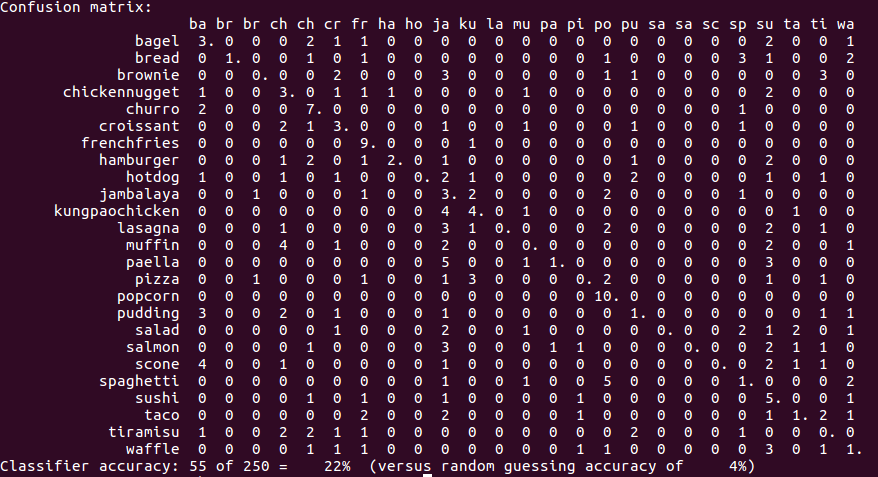 Confusion matrix:
ba br br ch ch cr fr ha ho ja ku la mu pa pi po pu sa sa sc sp su ta ti wa
bagel 3. 0 0 0 2 1 1 0 0 0 0 0 0 0 0 0 0 0 0 0 0 2 0 0 1
bread 0 1. 0 0 1 0 1 0 0 0 0 0 0 0 0 1 0 0 0 0 3 1 0 0 2
brownie 0 0 0. 0 0 2 0 0 0 3 0 0 0 0 0 1 1 0 0 0 0 0 0 3 0
chickennugget 1 0 0 3. 0 1 1 1 0 0 0 0 1 0 0 0 0 0 0 0 0 2 0 0 0
churro 2 0 0 0 7. 0 0 0 0 0 0 0 0 0 0 0 0 0 0 0 1 0 0 0 0
croissant 0 0 0 2 1 3. 0 0 0 1 0 0 1 0 0 0 1 0 0 0 1 0 0 0 0
frenchfries 0 0 0 0 0 0 9. 0 0 0 1 0 0 0 0 0 0 0 0 0 0 0 0 0 0
hamburger 0 0 0 1 2 0 1 2. 0 1 0 0 0 0 0 0 1 0 0 0 0 2 0 0 0
hotdog 1 0 0 1 0 1 0 0 0. 2 1 0 0 0 0 0 2 0 0 0 0 1 0 1 0
jambalaya 0 0 1 0 0 0 1 0 0 3. 2 0 0 0 0 2 0 0 0 0 1 0 0 0 0
kungpaochicken 0 0 0 0 0 0 0 0 0 4 4. 0 1 0 0 0 0 0 0 0 0 0 1 0 0
lasagna 0 0 0 1 0 0 0 0 0 3 1 0. 0 0 0 2 0 0 0 0 0 2 0 1 0
muffin 0 0 0 4 0 1 0 0 0 2 0 0 0. 0 0 0 0 0 0 0 0 2 0 0 1
paella 0 0 0 0 0 0 0 0 0 5 0 0 1 1. 0 0 0 0 0 0 0 3 0 0 0
pizza 0 0 1 0 0 0 1 0 0 1 3 0 0 0 0. 2 0 0 0 0 0 1 0 1 0
popcorn 0 0 0 0 0 0 0 0 0 0 0 0 0 0 0 10. 0 0 0 0 0 0 0 0 0
pudding 3 0 0 2 0 1 0 0 0 1 0 0 0 0 0 0 1. 0 0 0 0 0 0 1 1
salad 0 0 0 0 0 1 0 0 0 2 0 0 1 0 0 0 0 0. 0 0 2 1 2 0 1
salmon 0 0 0 0 1 0 0 0 0 3 0 0 0 1 1 0 0 0 0. 0 0 2 1 1 0
scone 4 0 0 1 0 0 0 0 0 1 0 0 0 0 0 0 0 0 0 0. 0 2 1 1 0
spaghetti 0 0 0 0 0 0 0 0 0 1 0 0 1 0 0 5 0 0 0 0 1. 0 0 0 2
sushi 0 0 0 0 1 0 1 0 0 1 0 0 0 0 1 0 0 0 0 0 0 5. 0 0 1
taco 0 0 0 0 0 0 2 0 0 2 0 0 0 0 1 0 0 0 0 0 0 1 1. 2 1
tiramisu 1 0 0 2 2 1 1 0 0 0 0 0 0 0 0 0 2 0 0 0 1 0 0 0. 0
waffle 0 0 0 0 1 1 1 0 0 0 0 0 0 0 1 1 0 0 0 0 0 3 0 1 1.
Classifier accuracy: 55 of 250 = 22% (versus random guessing accuracy of 4%)